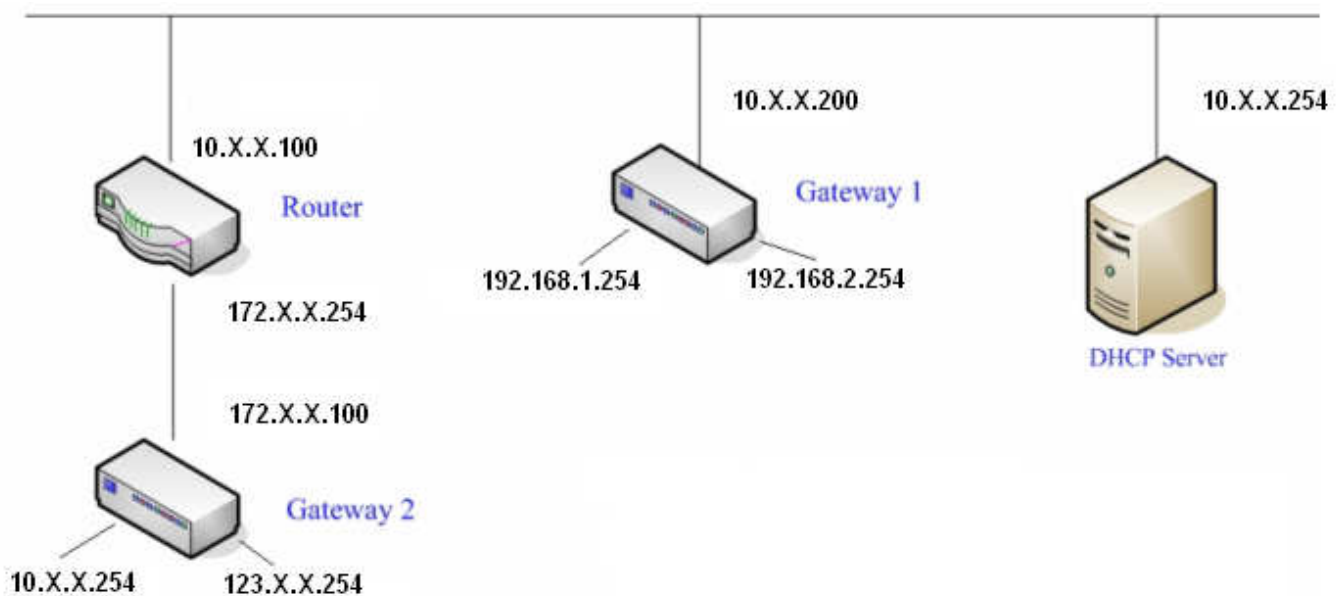 10.X.X.200
10.X.X.254
10.X.X.100
Router
Gateway 1
192.168.1.254
192.168.2.254
172.X.X.254
DHCP Server
172.X.X.100
Gateway 2
10.X.X.254
123.X.X.254